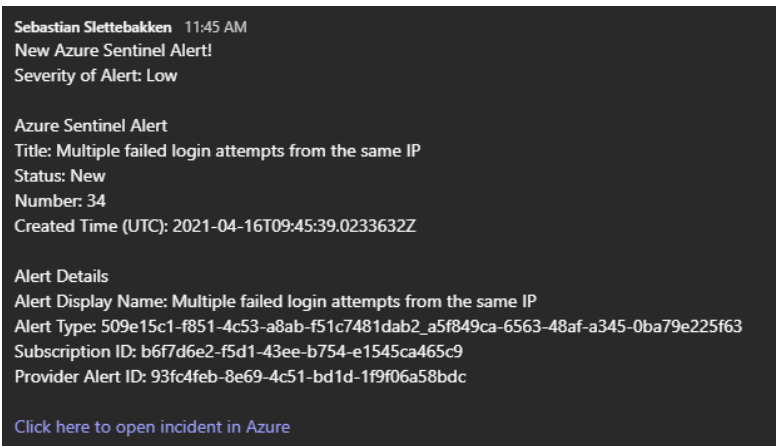 Sebastian Slettebakken 11:45 AM
New Azure Sentinel Alert!
Severity of Alert: Low
Azure Sentinel Alert
Title: Multiple failed login attempts from the same IP
Status: New
Number: 34
Created Time (UTC): 2021-04-16T09:45:39.0233632Z
Alert Details
Alert Display Name: Multiple failed login attempts from the same IP
Alert Type: 509e15c1-f851-4c53-a8ab-f51c7481dab2_a5f849ca-6563-48af-a345-0ba79e225f63
Subscription ID: b6f7d6e2-f5d1-43ee-b754-e1545ca465c9
Provider Alert ID: 93fc4feb-8e69-4c51-bd1d-1f9f06a58bdc
Click here to open incident in Azure